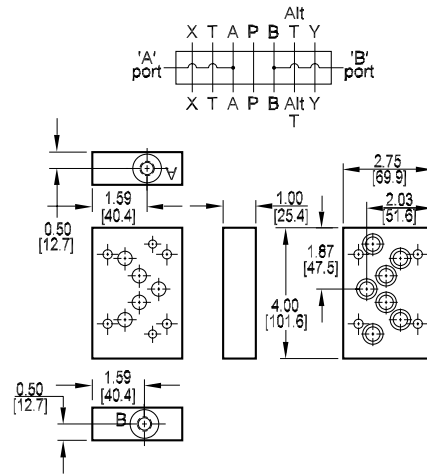 Alt
X T A P B T Y
'A' port
'B' port
X T A P B Alt T Y
A
0.50
[12.7]
1.59
[40.4]
1.00
[25.4]
2.75
[69.9]
2.03
[51.6]
1.87
[47.5]
4.00
[101.6]
0.50
[12.7]
1.59
[40.4]
B